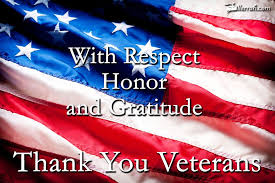 With Respect
Honor
and Gratitude
Thank You Veterans